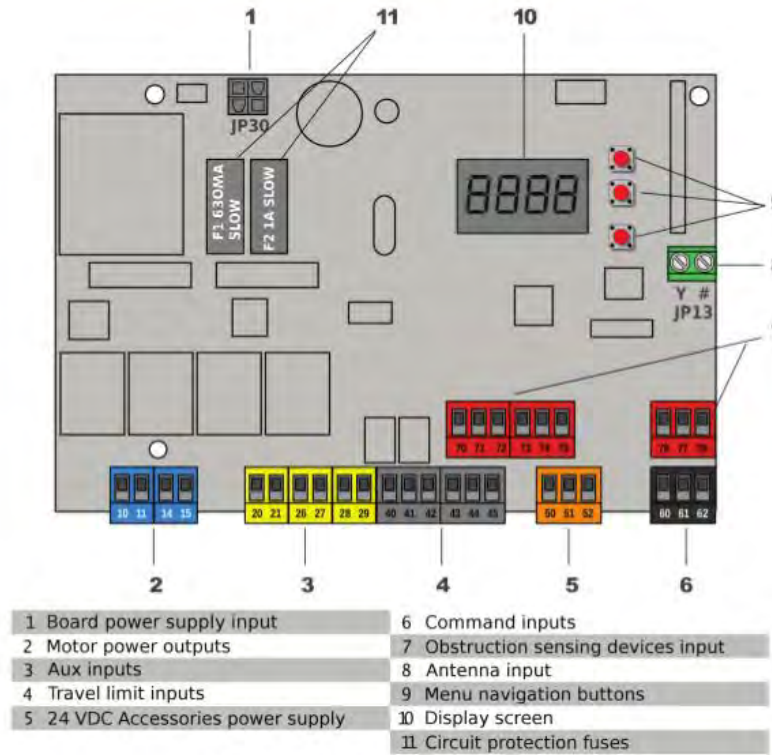 1 11 10
JP30
F1 630MA
SLOW
F2 1A SLOW
8888
Y #
JP13
70 71 72 73 74 75
76 77
10 11 14 15
20 21 26 27 28 29 40 41 42 43 44 45
50 51 52
60 61 62
2 3 4 5 6
1 Board power supply input
2 Motor power outputs
3 Aux inputs
4 Travel limit inputs
5 24 VDC Accessories power supply
6 Command inputs
7 Obstruction sensing devices input
8 Antenna input
9 Menu navigation buttons
10 Display screen
11 Circuit protection fuses